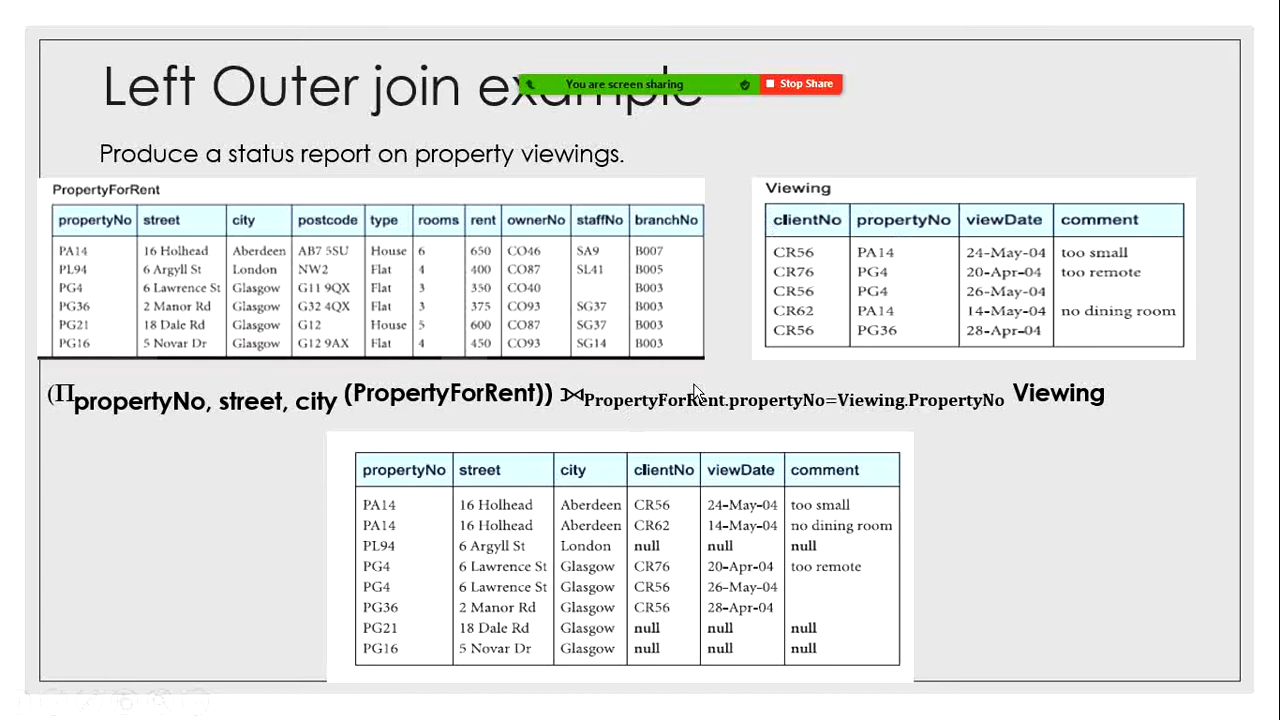 Left Outer join example
You are screen sharing Stop Share
Produce a status report on property viewings.
PropertyForRent
propertyNo street city postcode type rooms rent ownerNo staffNo branchNo
PA14 16 Holhead Aberdeen AB7 5SU House 6 650 CO46 SA9 B007
PL94 6 Argyll St London NW2 Flat 4 400 CO87 SL41 B005
PG4 6 Lawrence St Glasgow G11 9QX Flat 3 350 CO40 B003
PG36 2 Manor Rd Glasgow G32 4QX Flat 3 375 CO93 SG37 B003
PG21 18 Dale Rd Glasgow G12 House 5 600 CO87 SG37 B003
PG16 5 Novar Dr Glasgow G12 9AX Flat 4 450 CO93 SG14 B003
Viewing
clientNo propertyNo viewDate comment
CR56 PA14 24-May-04 too small
CR76 PG4 20-Apr-04 too remote
CR56 PG4 26-May-04
CR62 PA14 14-May-04 no dining room
CR56 PG36 28-Apr-04
(Π propertyNo, street, city (PropertyForRent)) ⟕ PropertyForRent.propertyNo=Viewing.PropertyNo Viewing
propertyNo street city clientNo viewDate comment
PA14 16 Holhead Aberdeen CR56 24-May-04 too small
PA14 16 Holhead Aberdeen CR62 14-May-04 no dining room
PL94 6 Argyll St London null null null
PG4 6 Lawrence St Glasgow CR76 20-Apr-04 too remote
PG4 6 Lawrence St Glasgow CR56 26-May-04
PG36 2 Manor Rd Glasgow CR56 28-Apr-04
PG21 18 Dale Rd Glasgow null null null
PG16 5 Novar Dr Glasgow null null null